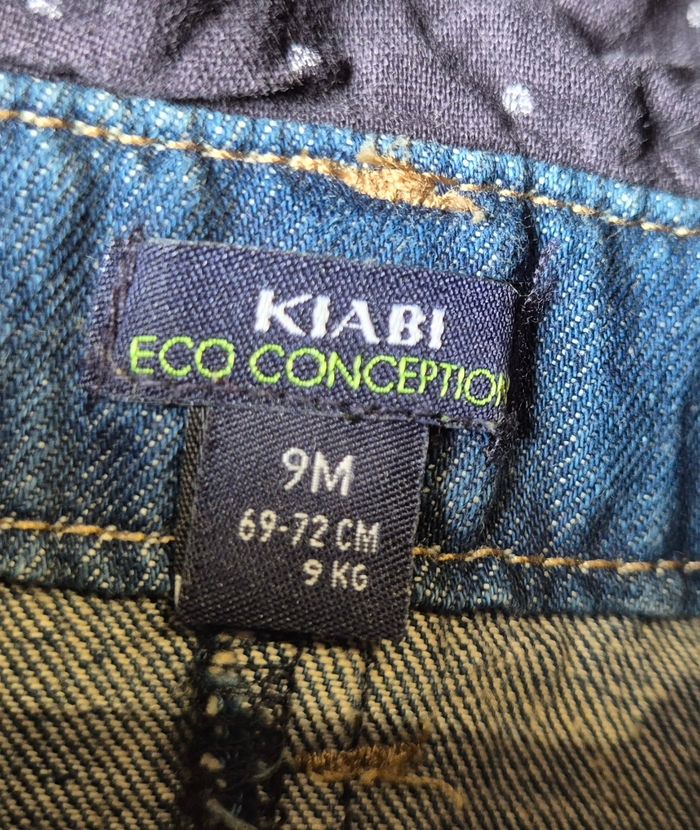 KIABI
ECO CONCEPTION
9M
69-72 CM
9 KG